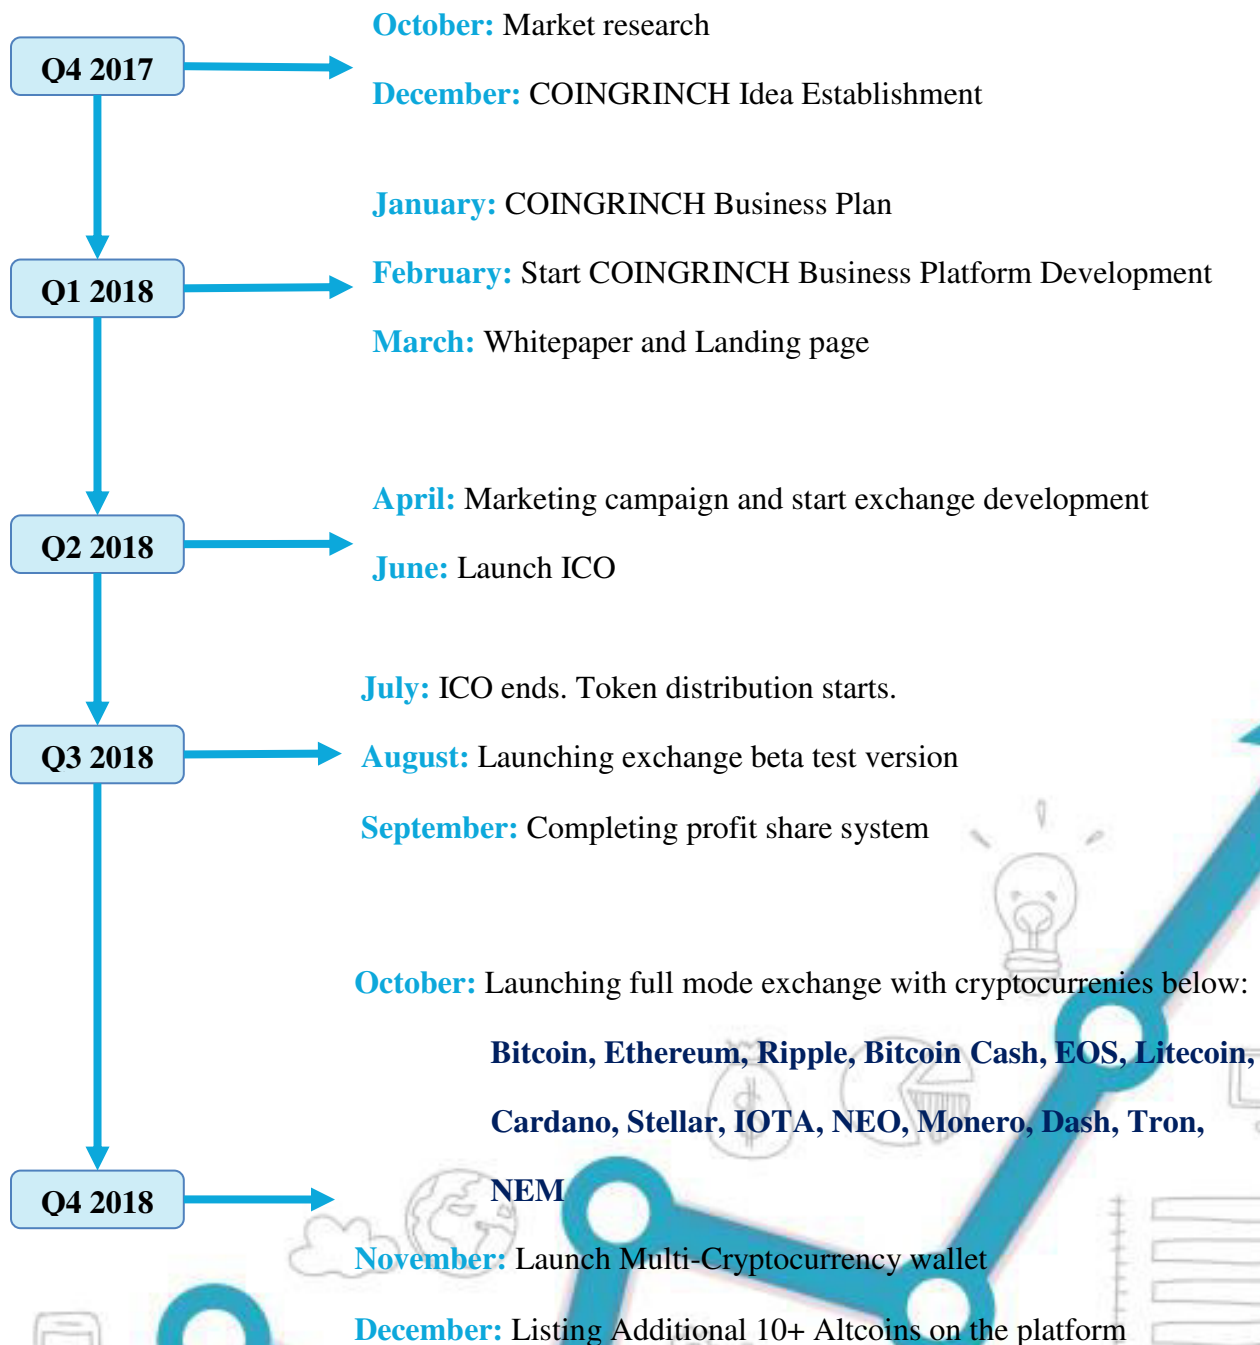 October: Market research
Q4 2017
December: COINGRINCH Idea Establishment
January: COINGRINCH Business Plan
February: Start COINGRINCH Business Platform Development
Q1 2018
March: Whitepaper and Landing page
April: Marketing campaign and start exchange development
Q2 2018
June: Launch ICO
July: ICO ends. Token distribution starts.
Q3 2018
August: Launching exchange beta test version
September: Completing profit share system
October: Launching full mode exchange with cryptocurrenies below:
Bitcoin, Ethereum, Ripple, Bitcoin Cash, EOS, Litecoin,
Cardano, Stellar, IOTA, NEO, Monero, Dash, Tron,
NEM
Q4 2018
November: Launch Multi-Cryptocurrency wallet
December: Listing Additional 10+ Altcoins on the platform